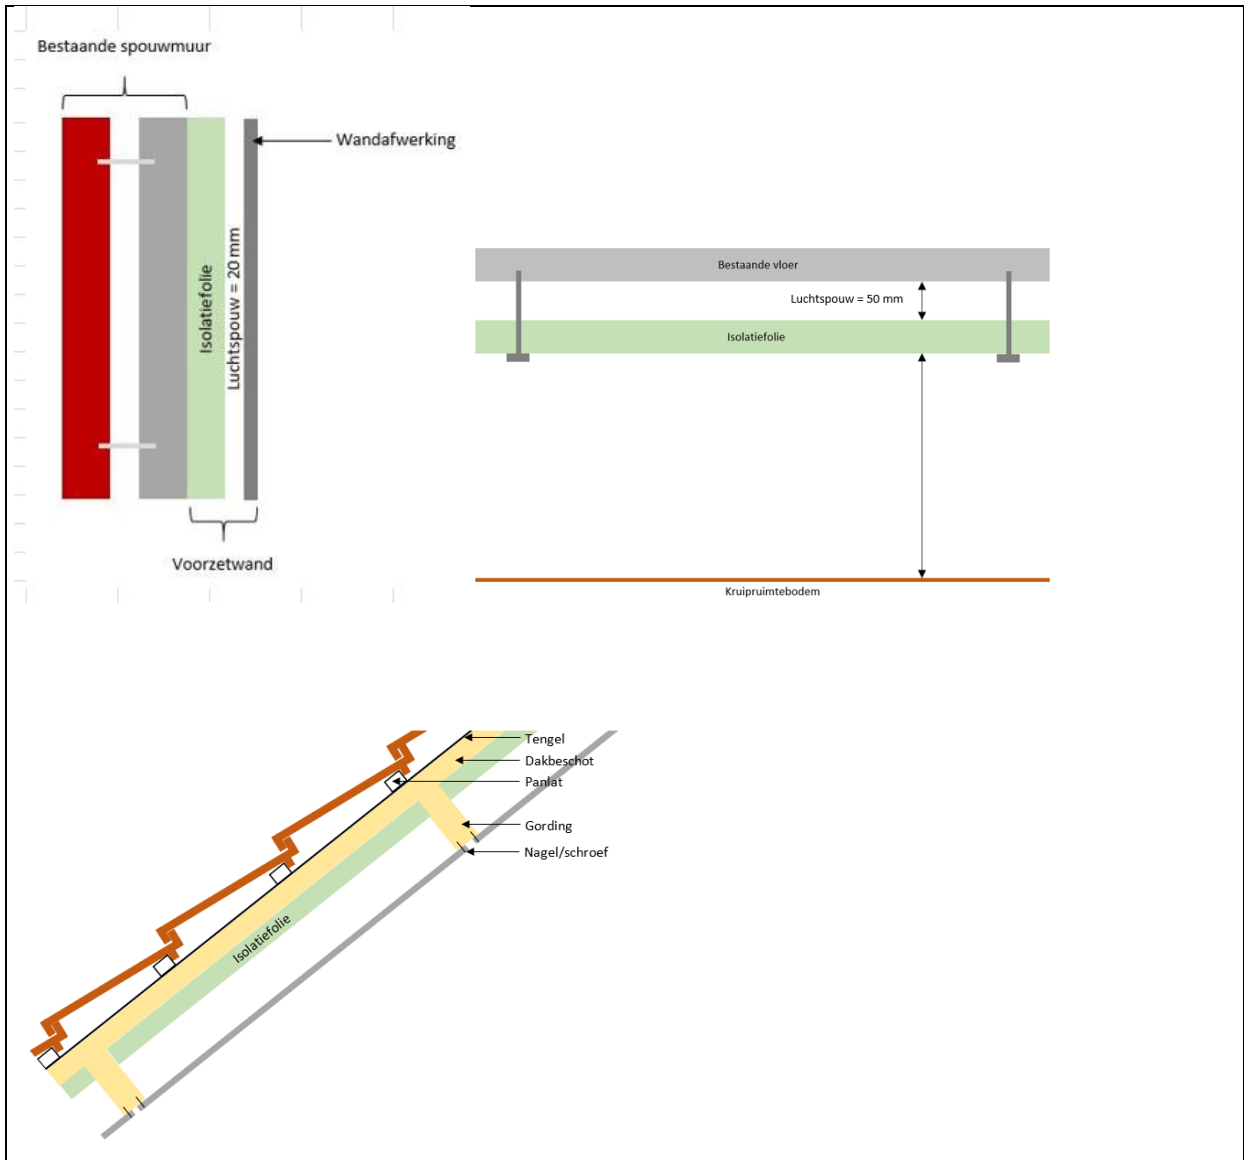 Bestaande spouwmuur
Wandafwerking
Isolatiefolie
Luchtspouw = 20 mm
Voorzetwand
Bestaande vloer
Luchtspouw = 50 mm
Isolatiefolie
Kruipruimtebodem
Tengel
Dakbeschot
Panlat
Gording
Nagel/schroef
Isolatiefolie